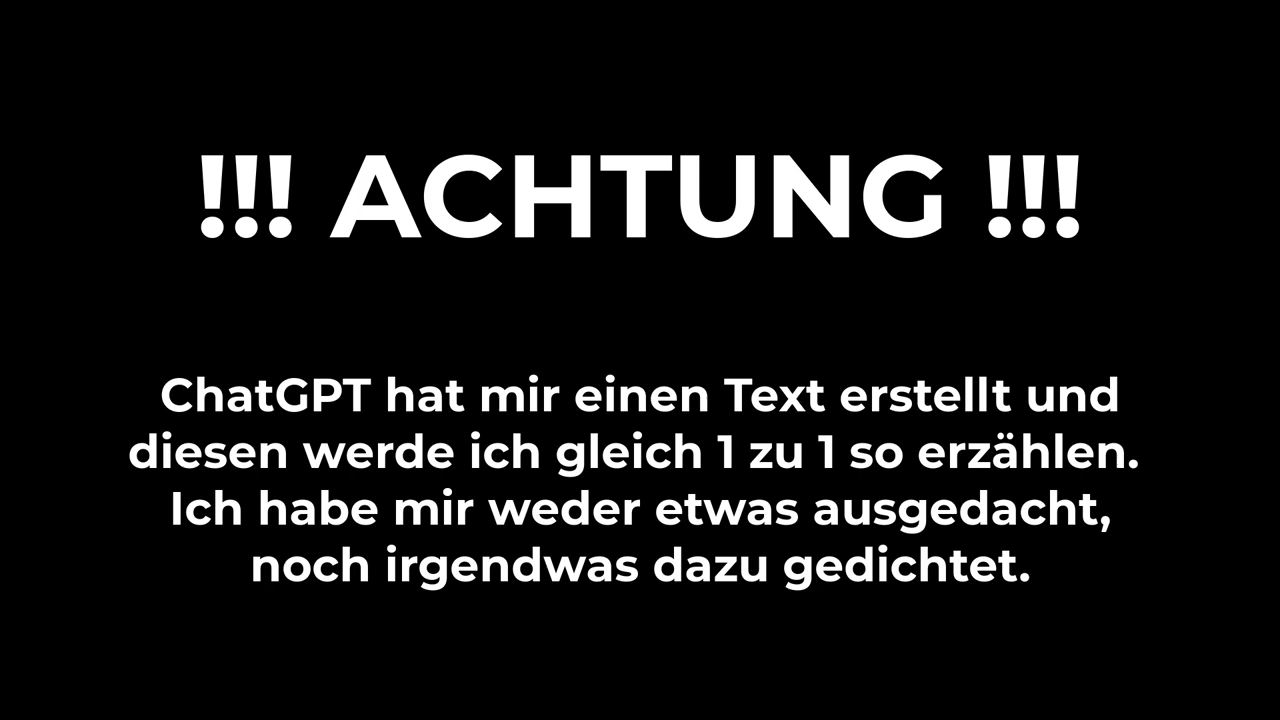 !!! ACHTUNG !!!
ChatGPT hat mir einen Text erstellt und
diesen werde ich gleich 1 zu 1 so erzählen.
Ich habe mir weder etwas ausgedacht,
noch irgendwas dazu gedichtet.